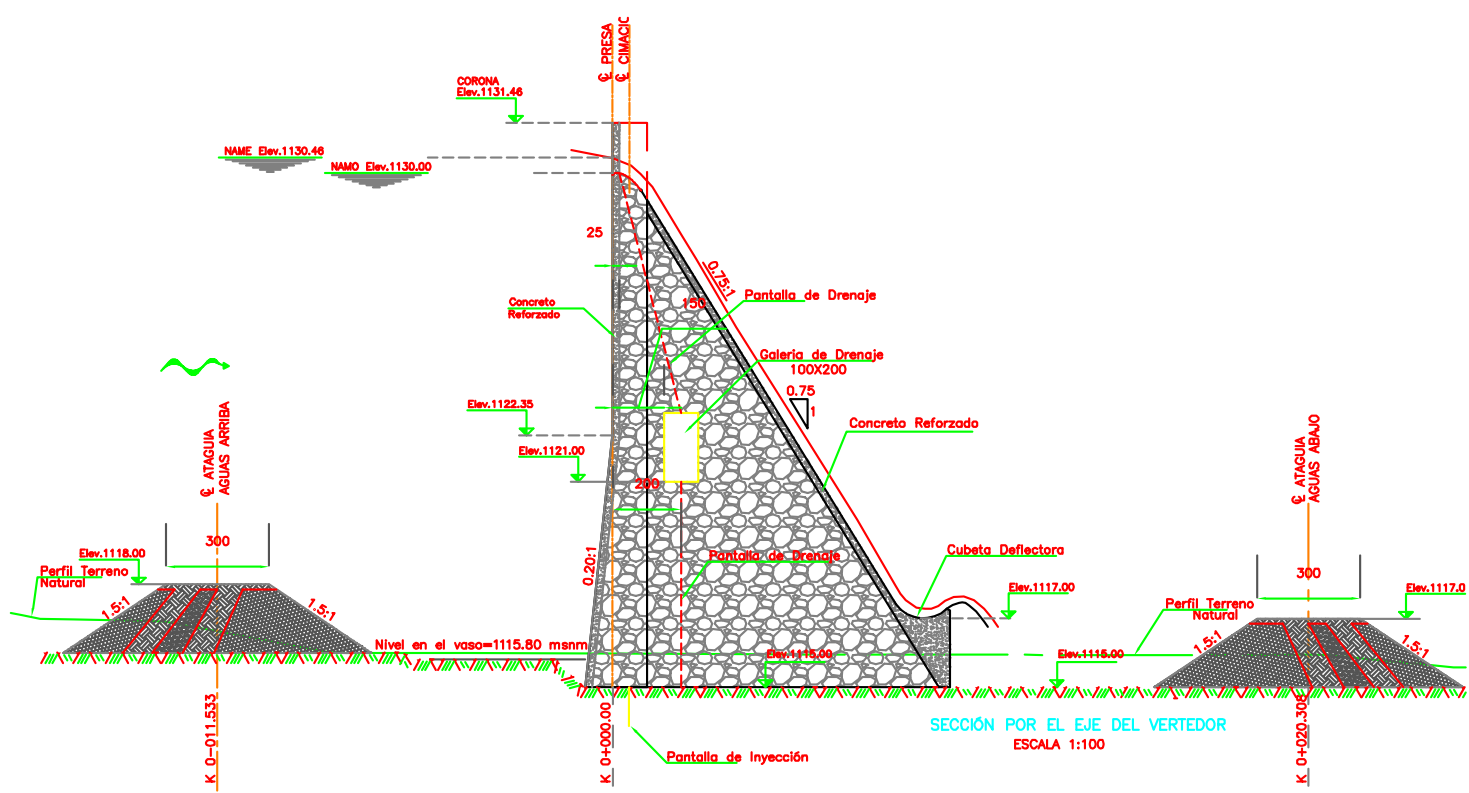 ℄ PRESA
℄ CIMACIO
CORONA
Elev.1131.46
NAME Elev.1130.46
NAMO Elev.1130.00
25
0.75:1
Pantalla de Drenaje
150
Concreto
Reforzado
Galeria de Drenaje
100X200
0.75
1
Elev.1122.35
Concreto Reforzado
Elev.1121.00
200
℄ ATAGUIA
AGUAS ARRIBA
℄ ATAGUIA
AGUAS ABAJO
300
Elev.1118.00
Perfil Terreno
Natural
1.5:1
1.5:1
0.20:1
Pantalla de Drenaje
Cubeta Deflectora
Elev.1117.00
300
Elev.1117.0
Perfil Terreno
Natural
1.5:1
1.5:1
Nivel en el vaso=1115.80 msnm
Elev.1115.00
Elev.1115.00
K 0-011.533
K 0+000.00
K 0+020.308
SECCIÓN POR EL EJE DEL VERTEDOR
ESCALA 1:100
Pantalla de Inyección